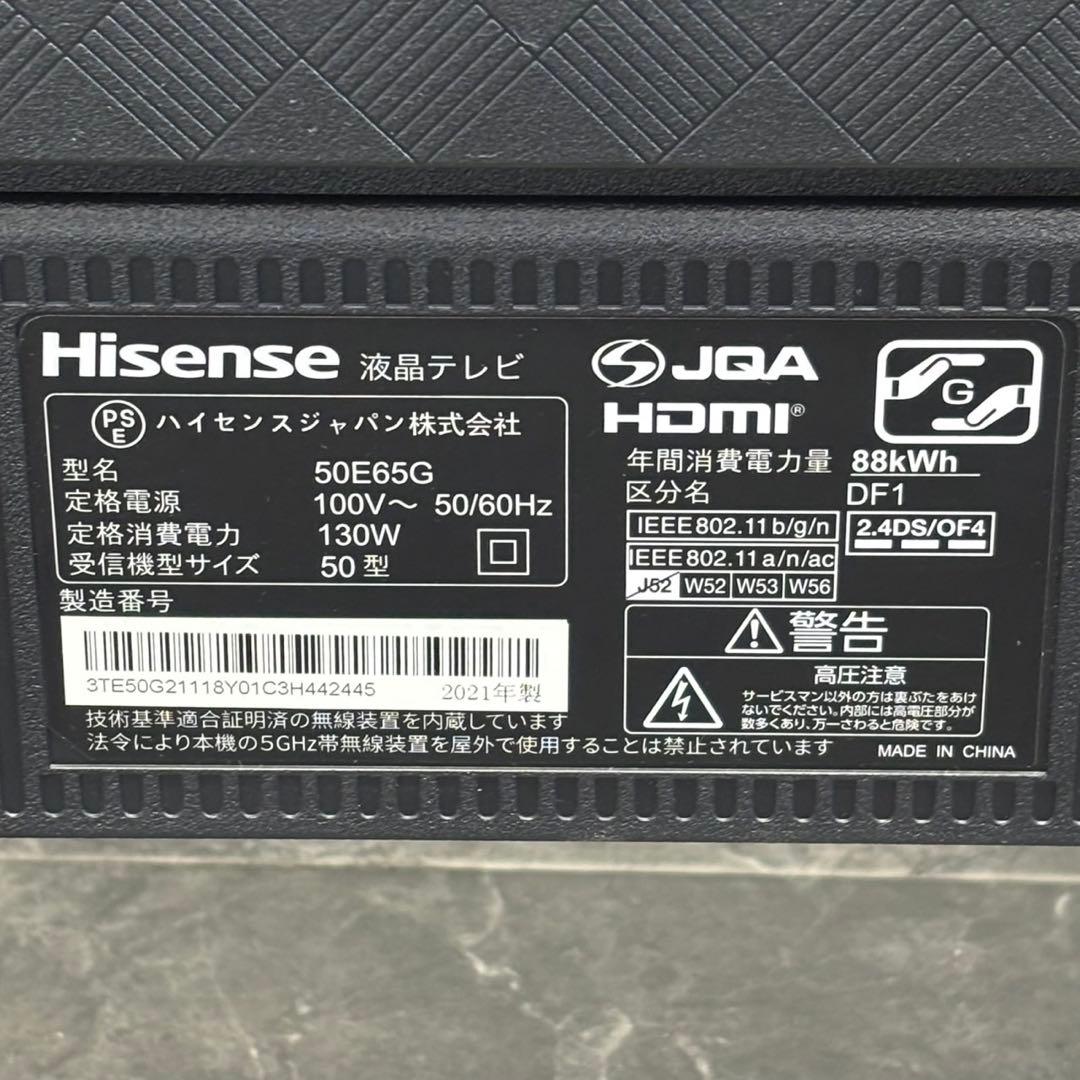 Hisense 液晶テレビ
PS
E ハイセンスジャパン株式会社
型名 50E65G
定格電源 100V～ 50/60Hz
定格消費電力 130W
受信機型サイズ 50型
製造番号
3TE50G21118Y01C3H442445 2021年製
技術基準適合証明済の無線装置を内蔵しています
法令により本機の5GHz帯無線装置を屋外で使用することは禁止されています
JQA
HDMI®
G
年間消費電力量 88kWh
区分名 DF1
IEEE802.11b/g/n 2.4DS/OF4
IEEE802.11a/n/ac
J52 W52 W53 W56
警告
高圧注意
サービスマン以外の方は裏ぶたをあけ
ないでください。内部には高電圧部分が
数多くあり、万一さわると危険です。
MADE IN CHINA